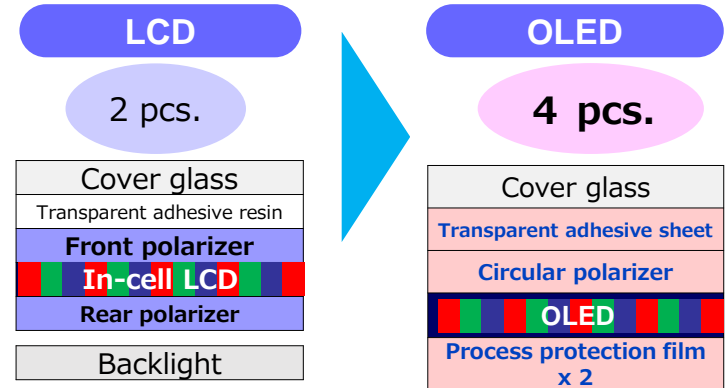 LCD
2 pcs.
Cover glass
Transparent adhesive resin
Front polarizer
In-cell LCD
Rear polarizer
Backlight
OLED
4 pcs.
Cover glass
Transparent adhesive sheet
Circular polarizer
OLED
Process protection film
x 2